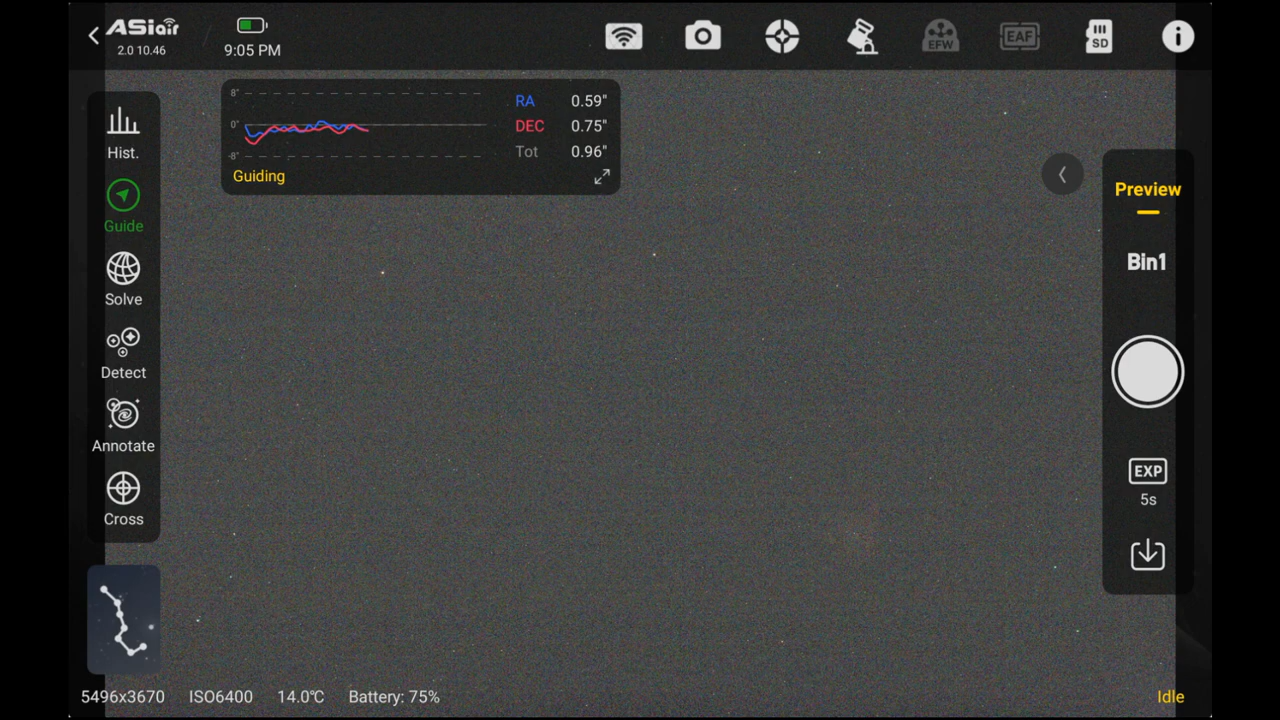 ASiair
2.0 10.46
9:05 PM
EFW
EAF
SD
8"
0"
-8"
RA 0.59"
DEC 0.75"
Tot 0.96"
Guiding
Hist.
Guide
Solve
Detect
Annotate
Cross
Preview
Bin1
EXP
5s
5496x3670 ISO6400 14.0℃ Battery: 75%
Idle